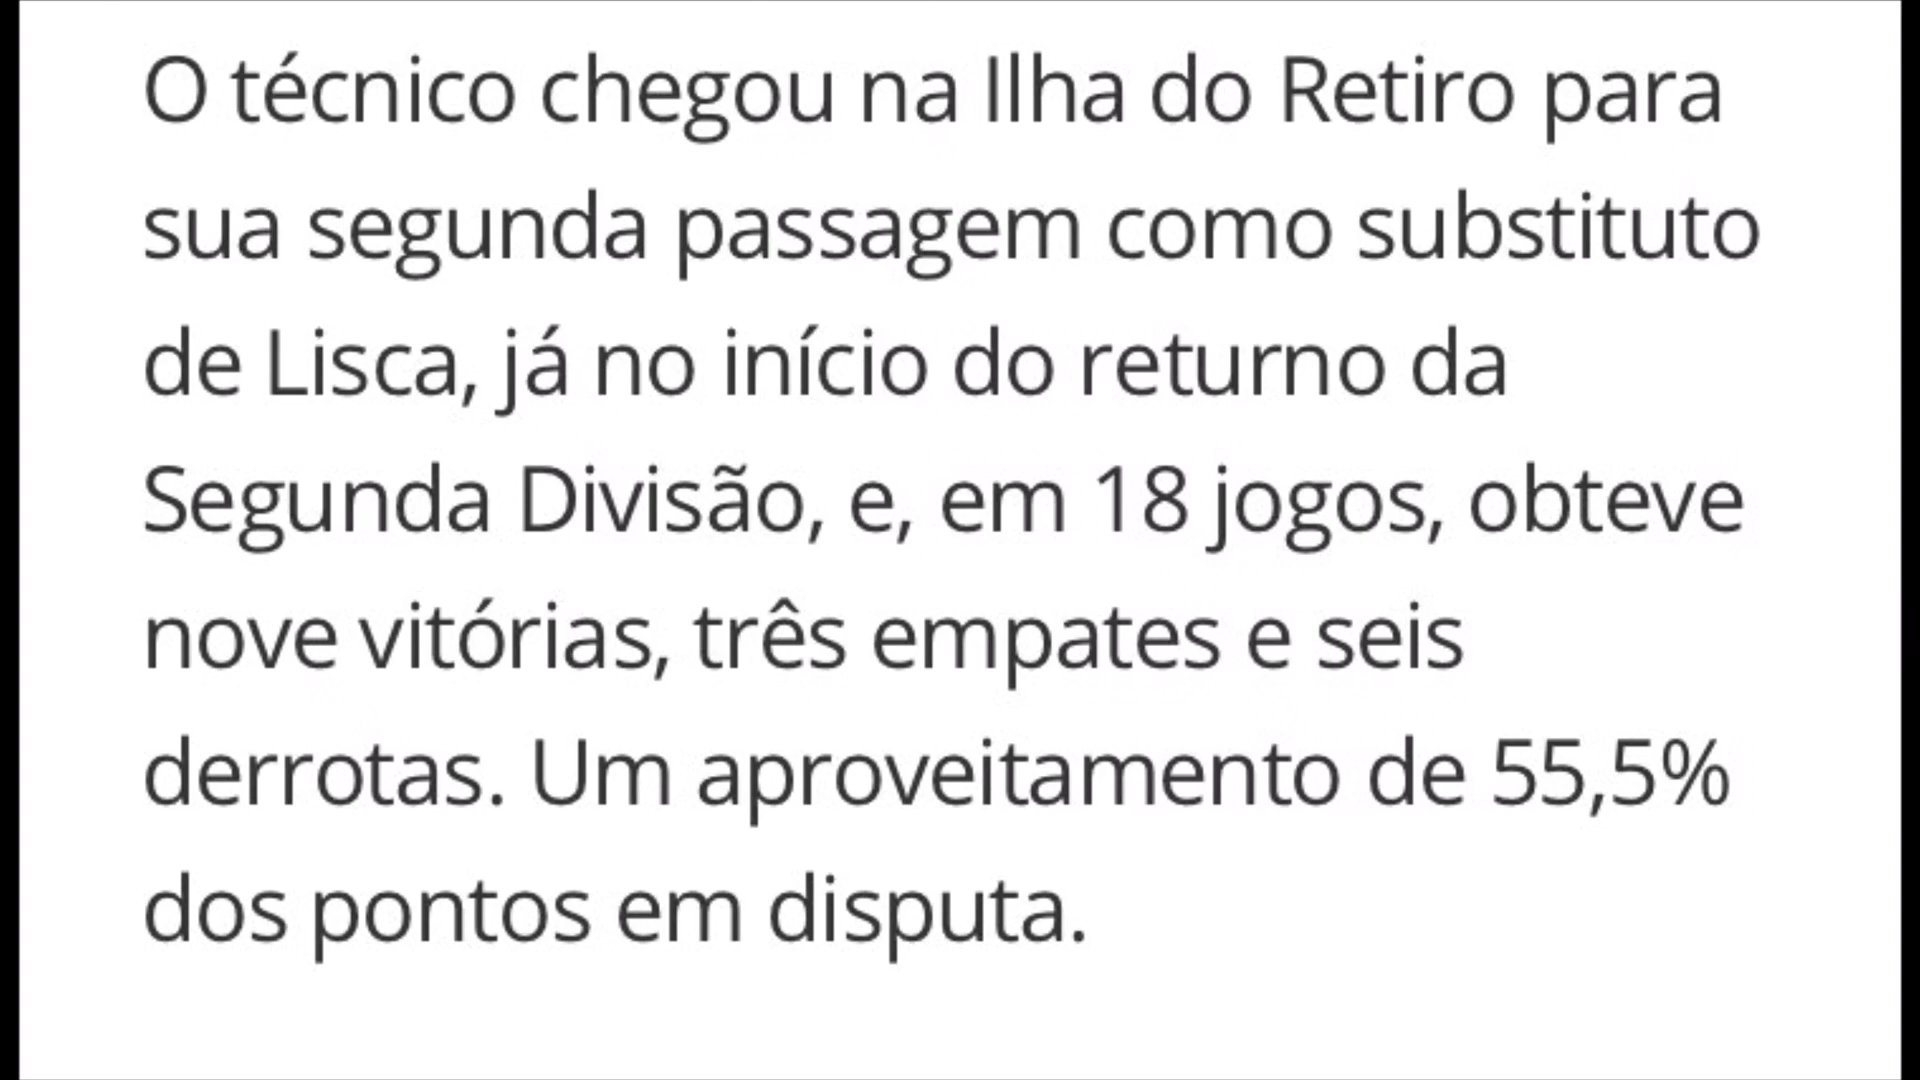 O técnico chegou na Ilha do Retiro para
sua segunda passagem como substituto
de Lisca, já no início do returno da
Segunda Divisão, e, em 18 jogos, obteve
nove vitórias, três empates e seis
derrotas. Um aproveitamento de 55,5%
dos pontos em disputa.